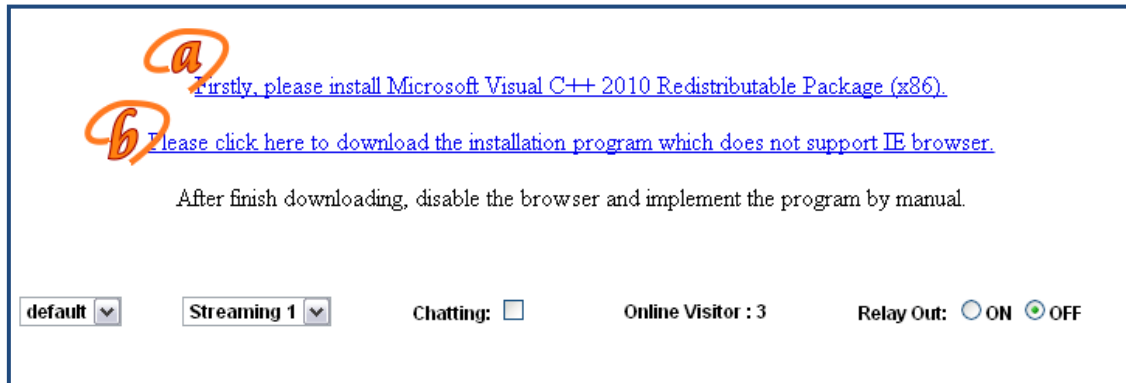 a
Firstly, please install Microsoft Visual C++ 2010 Redistributable Package (x86).
b
Please click here to download the installation program which does not support IE browser.
After finish downloading, disable the browser and implement the program by manual.
default Streaming 1 Chatting: Online Visitor : 3 Relay Out: ON OFF